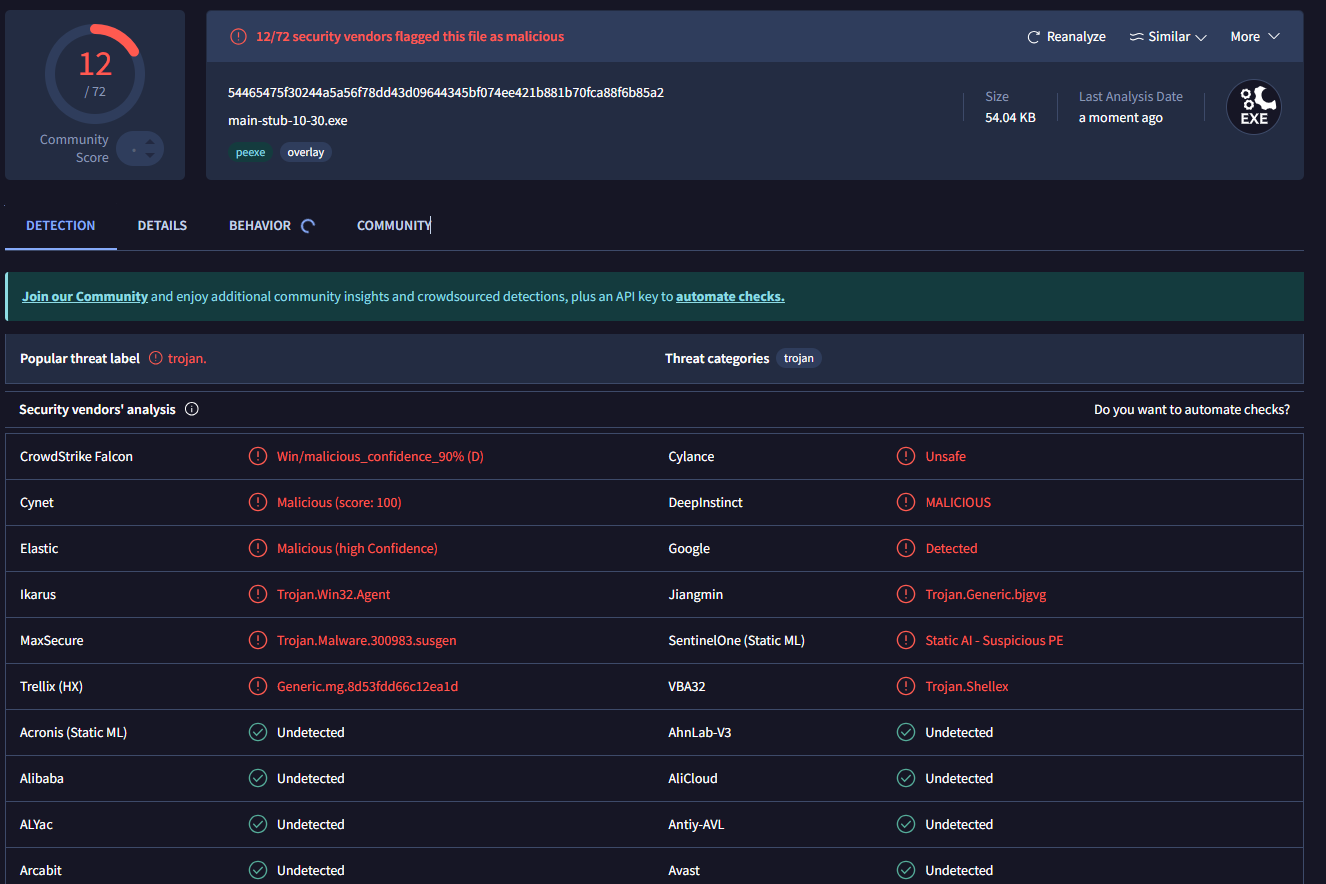 12
/ 72
Community
Score
12/72 security vendors flagged this file as malicious
Reanalyze
Similar
More
54465475f30244a5a56f78dd43d09644345bf074ee421b881b70fca88f6b85a2
main-stub-10-30.exe
peexe
overlay
Size
54.04 KB
Last Analysis Date
a moment ago
EXE
DETECTION
DETAILS
BEHAVIOR
COMMUNITY
Join our Community and enjoy additional community insights and crowdsourced detections, plus an API key to automate checks.
Popular threat label trojan.
Threat categories trojan
Security vendors' analysis
Do you want to automate checks?
CrowdStrike Falcon Win/malicious_confidence_90% (D) Cylance Unsafe
Cynet Malicious (score: 100) DeepInstinct MALICIOUS
Elastic Malicious (high Confidence) Google Detected
Ikarus Trojan.Win32.Agent Jiangmin Trojan.Generic.bjgvg
MaxSecure Trojan.Malware.300983.susgen SentinelOne (Static ML) Static AI - Suspicious PE
Trellix (HX) Generic.mg.8d53fdd66c12ea1d VBA32 Trojan.Shellex
Acronis (Static ML) Undetected AhnLab-V3 Undetected
Alibaba Undetected AliCloud Undetected
ALYac Undetected Antiy-AVL Undetected
Arcabit Undetected Avast Undetected